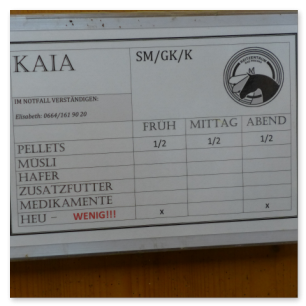 KAIA SM/GK/K
IM NOTFALL VERSTÄNDIGEN:
Elisabeth: 0664/261 90 20
FRÜH MITTAG ABEND
PELLETS 1/2 1/2 1/2
MÜSLI
HAFER
ZUSATZFUTTER
MEDIKAMENTE
HEU – WENIG!!! x x